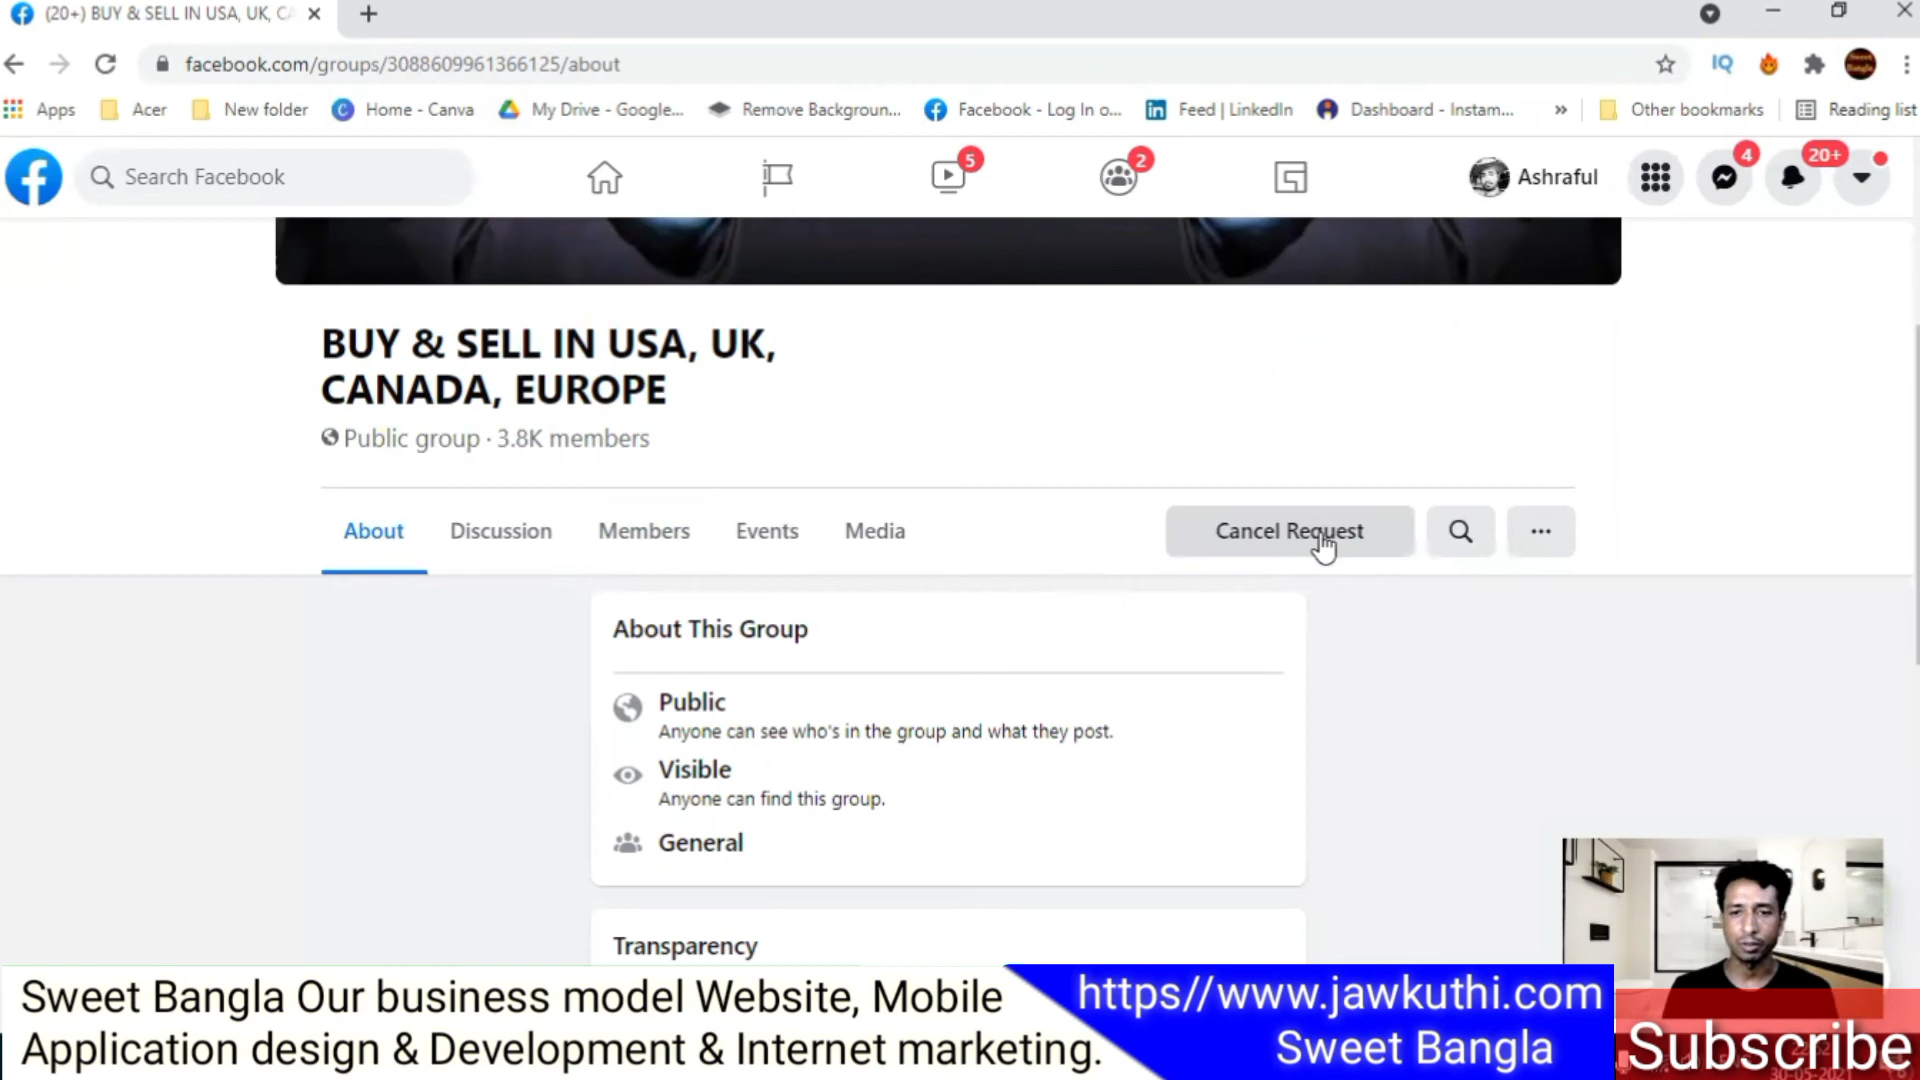 (20+) BUY & SELL IN USA, UK, CA
facebook.com/groups/3088609961366125/about
IQ
Apps
Acer
New folder
Home - Canva
My Drive - Google...
Remove Backgroun...
Facebook - Log In o...
Feed | LinkedIn
Dashboard - Instam...
»
Other bookmarks
Reading list
Search Facebook
5
2
Ashraful
4
20+
BUY & SELL IN USA, UK,
CANADA, EUROPE
Public group · 3.8K members
About
Discussion
Members
Events
Media
Cancel Request
...
About This Group
Public
Anyone can see who's in the group and what they post.
Visible
Anyone can find this group.
General
Transparency
Sweet Bangla Our business model Website, Mobile
Application design & Development & Internet marketing.
https//www.jawkuthi.com
Sweet Bangla
Subscribe